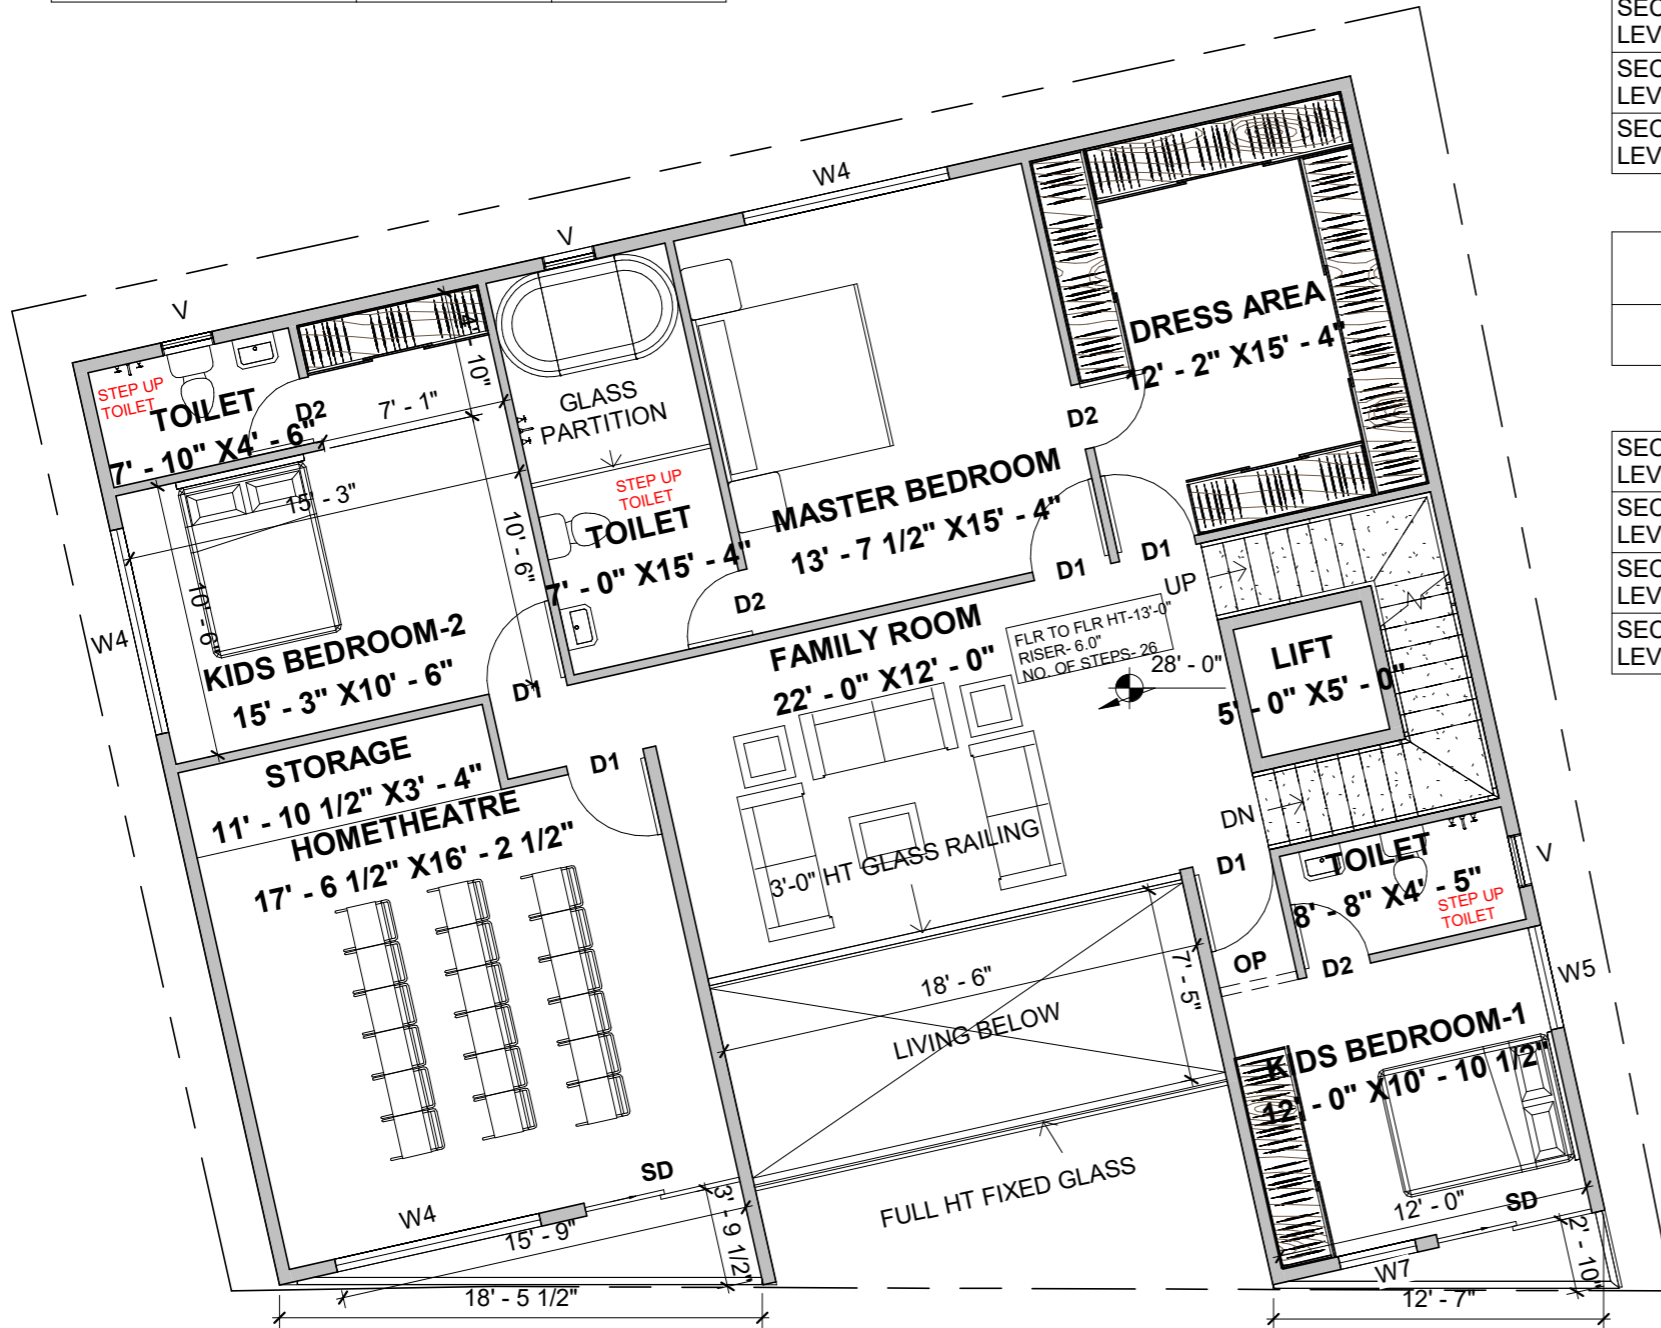 SEC
LEV
SEC
LEV
SEC
LEV
W4
V
V
DRESS AREA
12' - 2" X15' - 4"
4' - 10"
STEP UP
TOILET
TOILET
7' - 10" X4' - 6"
D2
7' - 1"
GLASS
PARTITION
D2
15' - 3"
10' - 6"
10' - 6"
STEP UP
TOILET
TOILET
7' - 0" X15' - 4"
MASTER BEDROOM
13' - 7 1/2" X15' - 4"
D1
D1
D2
SEC
LEV
SEC
LEV
SEC
LEV
SEC
LEV
W4
KIDS BEDROOM-2
15' - 3" X10' - 6"
D1
FAMILY ROOM
22' - 0" X12' - 0"
FLR TO FLR HT-13'-0"
RISER- 6.0"
NO. OF STEPS- 26
UP
28' - 0"
LIFT
5' - 0" X5' - 0"
STORAGE
11' - 10 1/2" X3' - 4"
D1
HOMETHEATRE
17' - 6 1/2" X16' - 2 1/2"
3'-0" HT GLASS RAILING
DN
D1
TOILET
8' - 8" X4' - 5"
STEP UP
TOILET
V
OP
D2
W5
18' - 6"
7' - 5"
LIVING BELOW
KIDS BEDROOM-1
12' - 0" X10' - 10 1/2"
FULL HT FIXED GLASS
SD
W4
15' - 9"
3' - 9 1/2"
12' - 0"
SD
W7
2' - 10"
18' - 5 1/2"
12' - 7"